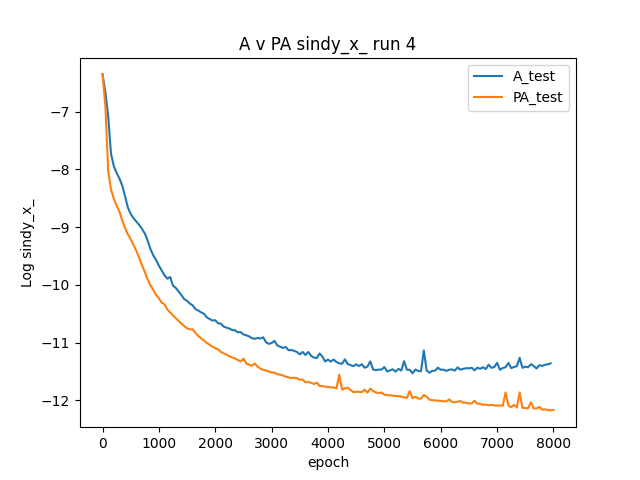 A v PA sindy_x_ run 4
A_test
PA_test
Log sindy_x_
−7
−8
−9
−10
−11
−12
0 1000 2000 3000 4000 5000 6000 7000 8000
epoch